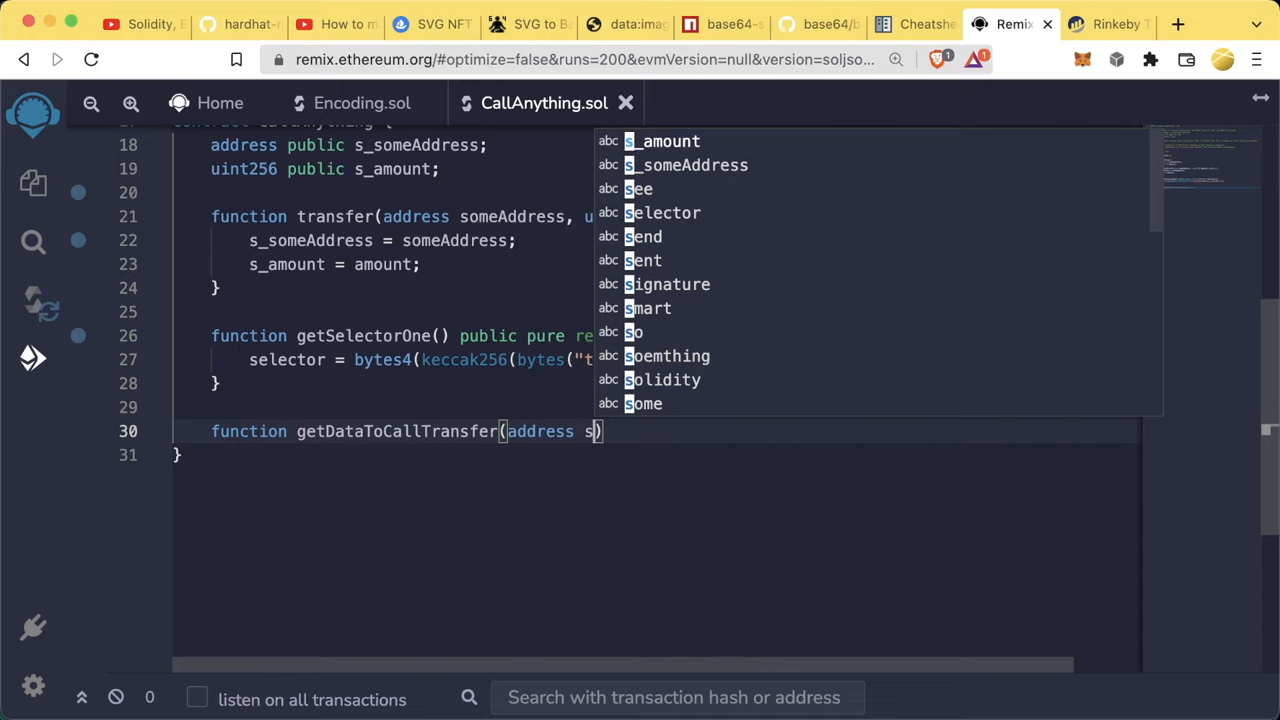 Solidity, E
hardhat-n
How to m
SVG NFT
SVG to Ba
data:imag
base64-s
base64/b
Cheatshe
Remix
Rinkeby T
remix.ethereum.org/#optimize=false&runs=200&evmVersion=null&version=soljso...
1
1
Home
Encoding.sol
CallAnything.sol
18 address public s_someAddress;
19 uint256 public s_amount;
20
21 function transfer(address someAddress, u
22 s_someAddress = someAddress;
23 s_amount = amount;
24 }
25
26 function getSelectorOne() public pure re
27 selector = bytes4(keccak256(bytes("t
28 }
29
30 function getDataToCallTransfer(address s)
31 }
abc s_amount
abc s_someAddress
abc see
abc selector
abc send
abc sent
abc signature
abc smart
abc so
abc soemthing
abc solidity
abc some
0
listen on all transactions
Search with transaction hash or address